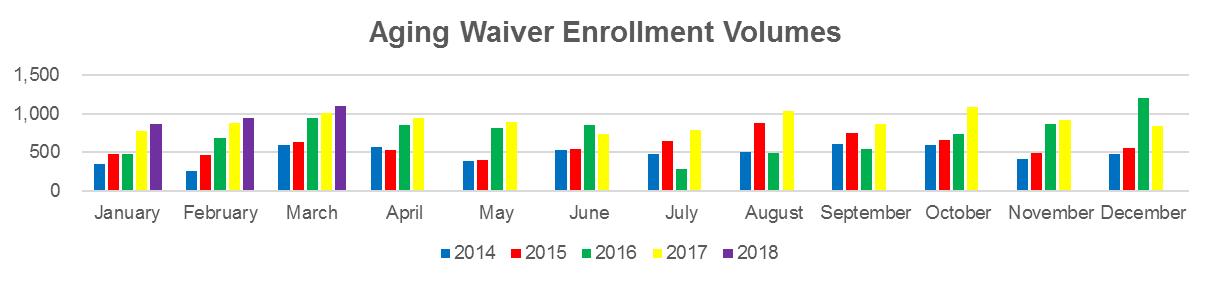 Aging Waiver Enrollment Volumes
1,500
1,000
500
0
January February March April May June July August September October November December
2014 2015 2016 2017 2018